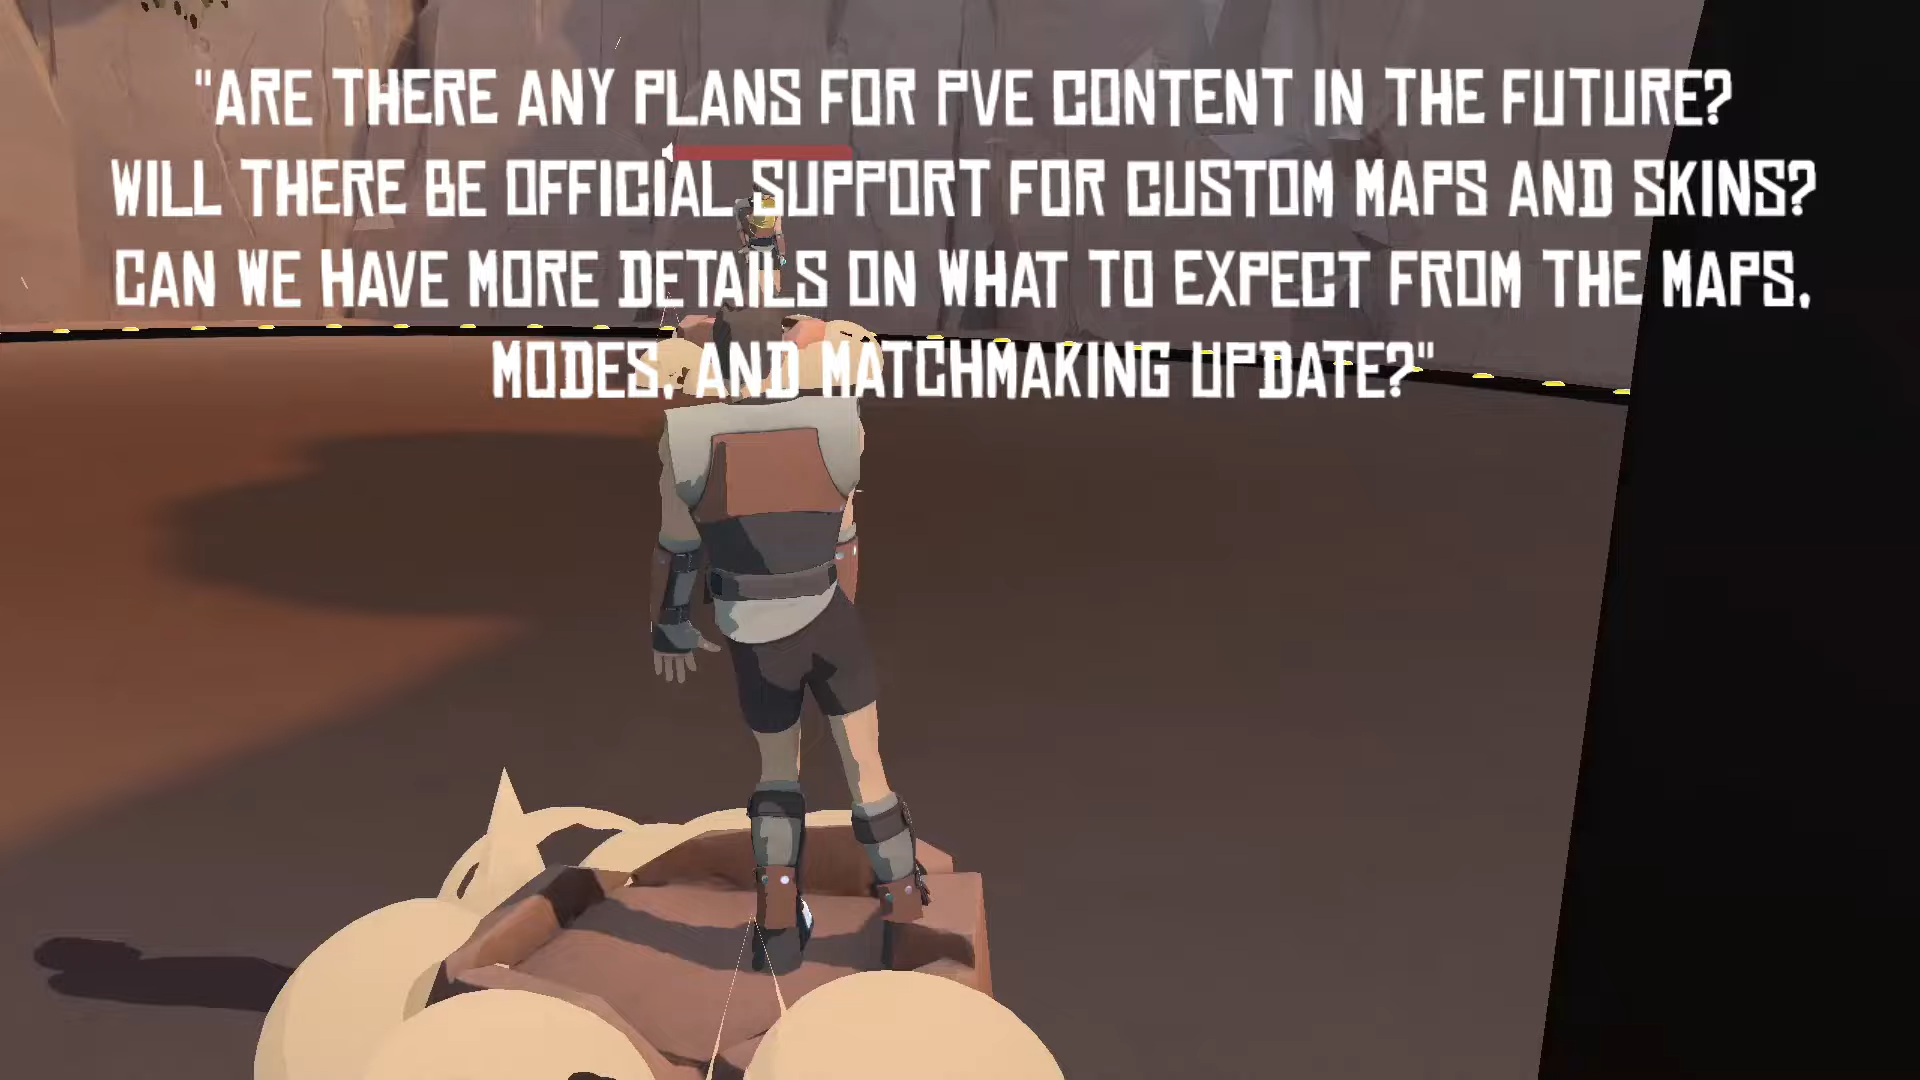 "ARE THERE ANY PLANS FOR PVE CONTENT IN THE FUTURE?
WILL THERE BE OFFICIAL SUPPORT FOR CUSTOM MAPS AND SKINS?
CAN WE HAVE MORE DETAILS ON WHAT TO EXPECT FROM THE MAPS,
MODES, AND MATCHMAKING UPDATE?"